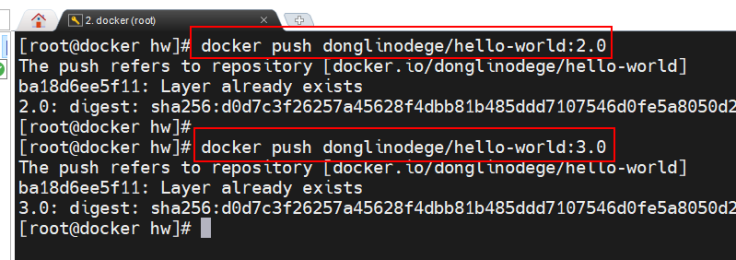 2. docker (root)
[root@docker hw]# docker push donglinodege/hello-world:2.0
The push refers to repository [docker.io/donglinodege/hello-world]
ba18d6ee5f11: Layer already exists
2.0: digest: sha256:d0d7c3f26257a45628f4dbb81b485ddd7107546d0fe5a8050d2
[root@docker hw]#
[root@docker hw]# docker push donglinodege/hello-world:3.0
The push refers to repository [docker.io/donglinodege/hello-world]
ba18d6ee5f11: Layer already exists
3.0: digest: sha256:d0d7c3f26257a45628f4dbb81b485ddd7107546d0fe5a8050d2
[root@docker hw]#